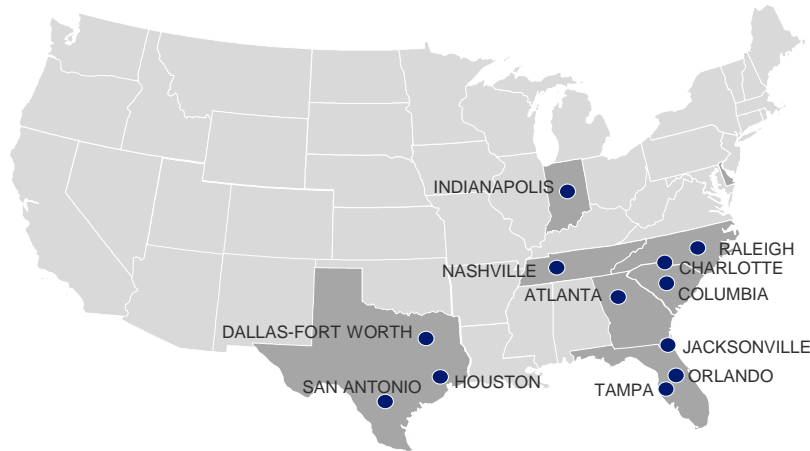 INDIANAPOLIS
RALEIGH
CHARLOTTE
NASHVILLE
COLUMBIA
ATLANTA
DALLAS-FORT WORTH
JACKSONVILLE
ORLANDO
HOUSTON
SAN ANTONIO
TAMPA